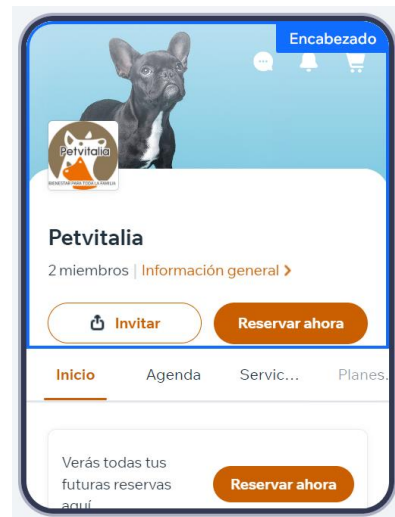 Encabezado
Petvitalia
BIENESTAR PARA TODA LA FAMILIA
Petvitalia
2 miembros | Información general >
Invitar
Reservar ahora
Inicio Agenda Servic... Planes.
Verás todas tus
futuras reservas
aquí
Reservar ahora